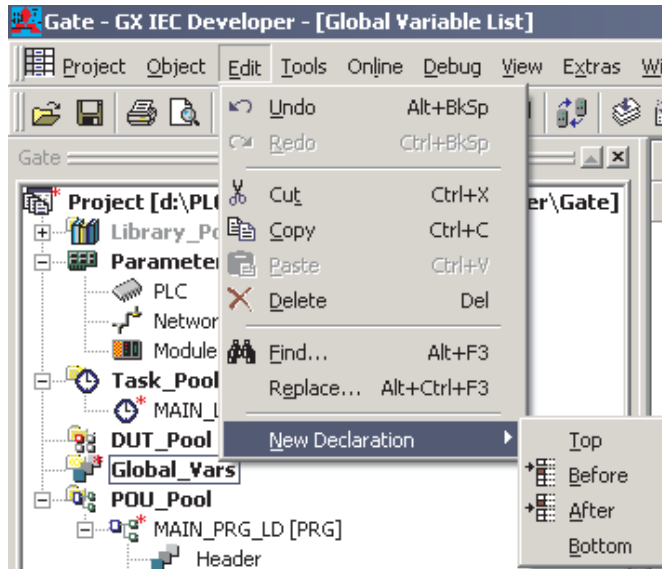 Gate - GX IEC Developer - [Global Variable List]
Project Object Edit Tools Online Debug View Extras
Undo Alt+BkSp
Redo Ctrl+BkSp
Gate
Cut Ctrl+X
Project [d:\PL er\Gate]
Copy Ctrl+C
Library_Po
Paste Ctrl+V
Parameter
Delete Del
PLC
Network
Find... Alt+F3
Module
Replace... Alt+Ctrl+F3
Task_Pool
MAIN_L
New Declaration
DUT_Pool
Top
Global_Vars
Before
POU_Pool
After
MAIN_PRG_LD [PRG]
Bottom
Header